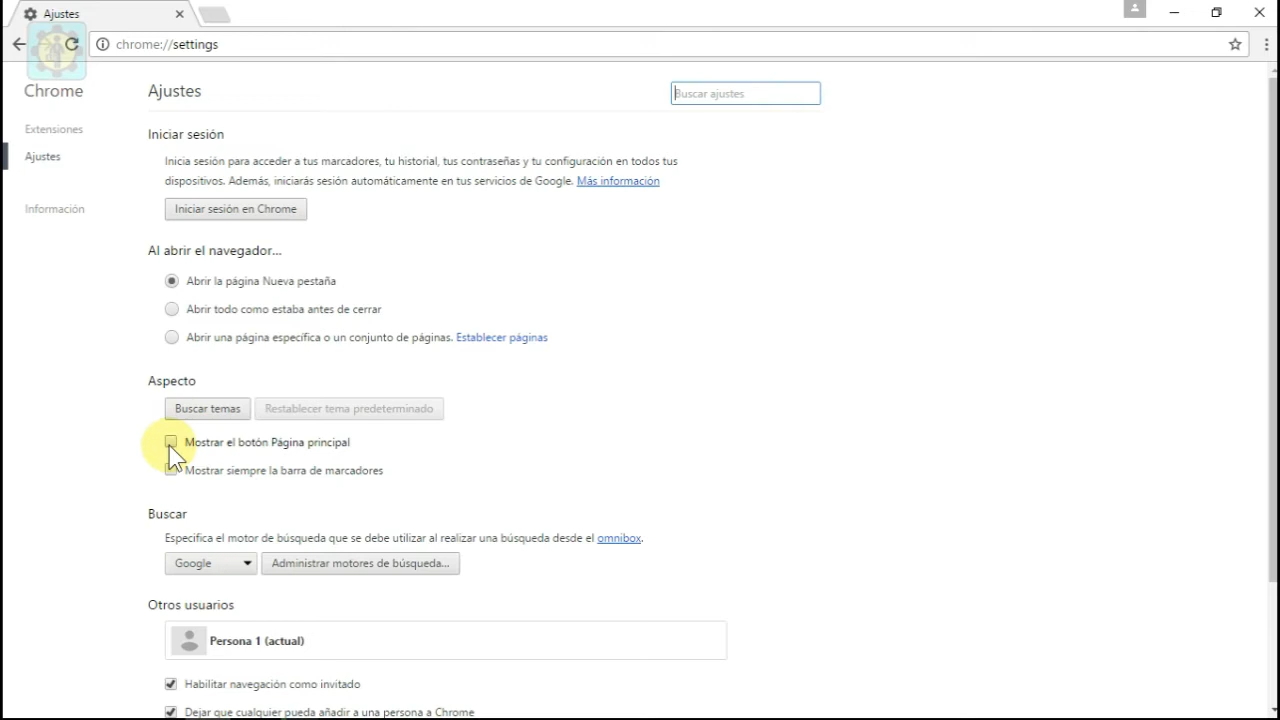 Ajustes
chrome://settings
Chrome
Ajustes
Buscar ajustes
Extensiones
Ajustes
Información
Iniciar sesión
Inicia sesión para acceder a tus marcadores, tu historial, tus contraseñas y tu configuración en todos tus
dispositivos. Además, iniciarás sesión automáticamente en tus servicios de Google. Más información
Iniciar sesión en Chrome
Al abrir el navegador...
Abrir la página Nueva pestaña
Abrir todo como estaba antes de cerrar
Abrir una página específica o un conjunto de páginas. Establecer páginas
Aspecto
Buscar temas
Restablecer tema predeterminado
Mostrar el botón Página principal
Mostrar siempre la barra de marcadores
Buscar
Especifica el motor de búsqueda que se debe utilizar al realizar una búsqueda desde el omnibox.
Google
Administrar motores de búsqueda...
Otros usuarios
Persona 1 (actual)
Habilitar navegación como invitado
Dejar que cualquier pueda añadir a una persona a Chrome